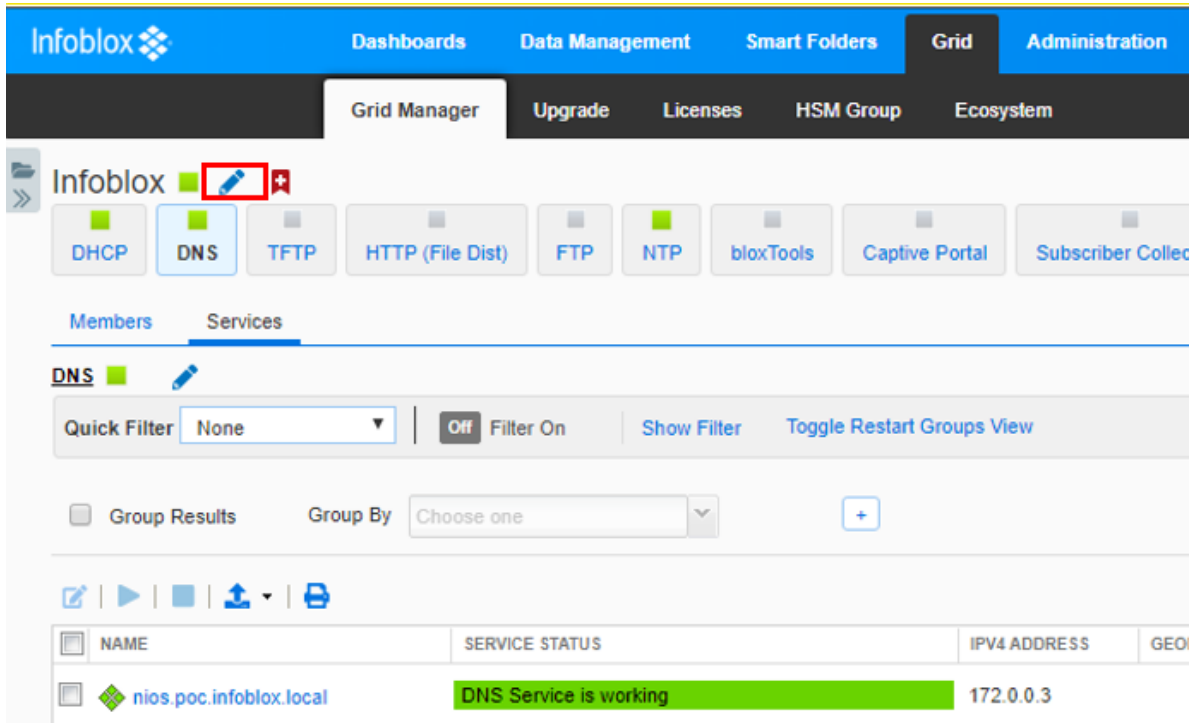 Infoblox Dashboards Data Management Smart Folders Grid Administration
Grid Manager Upgrade Licenses HSM Group Ecosystem
Infoblox
DHCP DNS TFTP HTTP (File Dist) FTP NTP bloxTools Captive Portal Subscriber Collec
Members Services
DNS
Quick Filter None Off Filter On Show Filter Toggle Restart Groups View
Group Results Group By Choose one +
NAME SERVICE STATUS IPV4 ADDRESS GEO
nios.poc.infoblox.local DNS Service is working 172.0.0.3